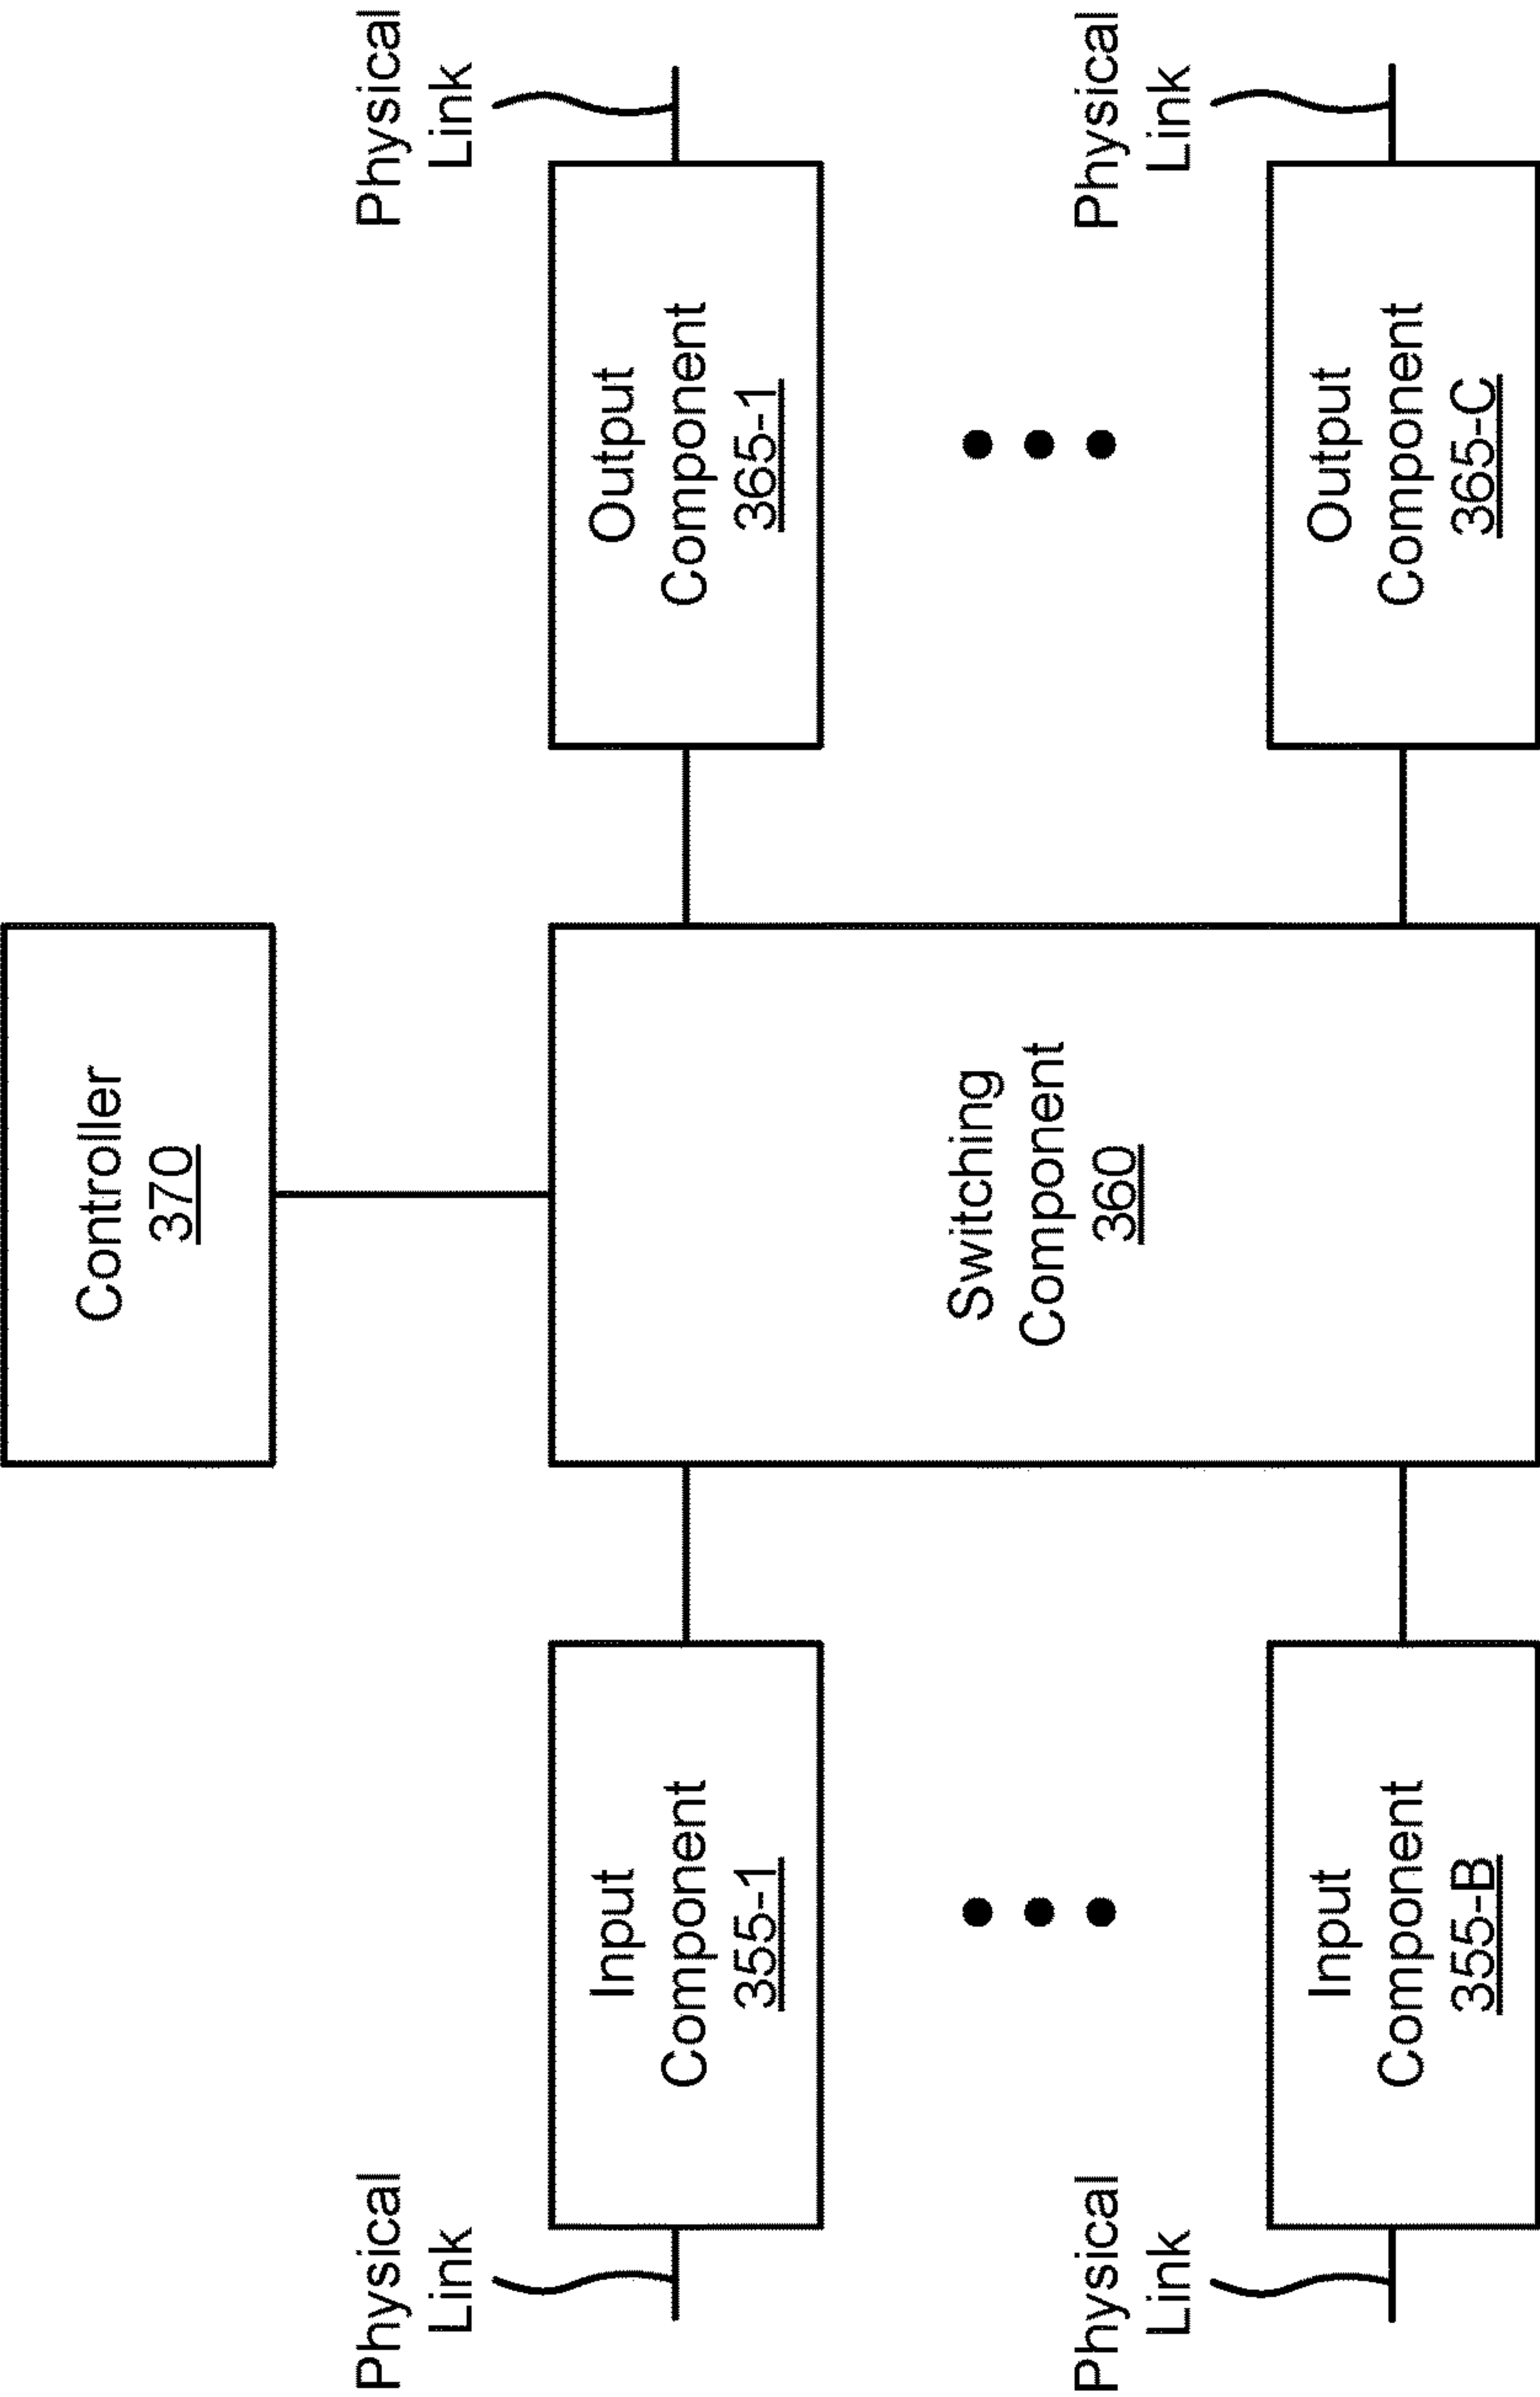 Controller
370
Physical
Link
Physical
Link
Input
Component
355-1
Output
Component
365-1
Switching
Component
360
Physical
Link
Physical
Link
Input
Component
355-B
Output
Component
365-C